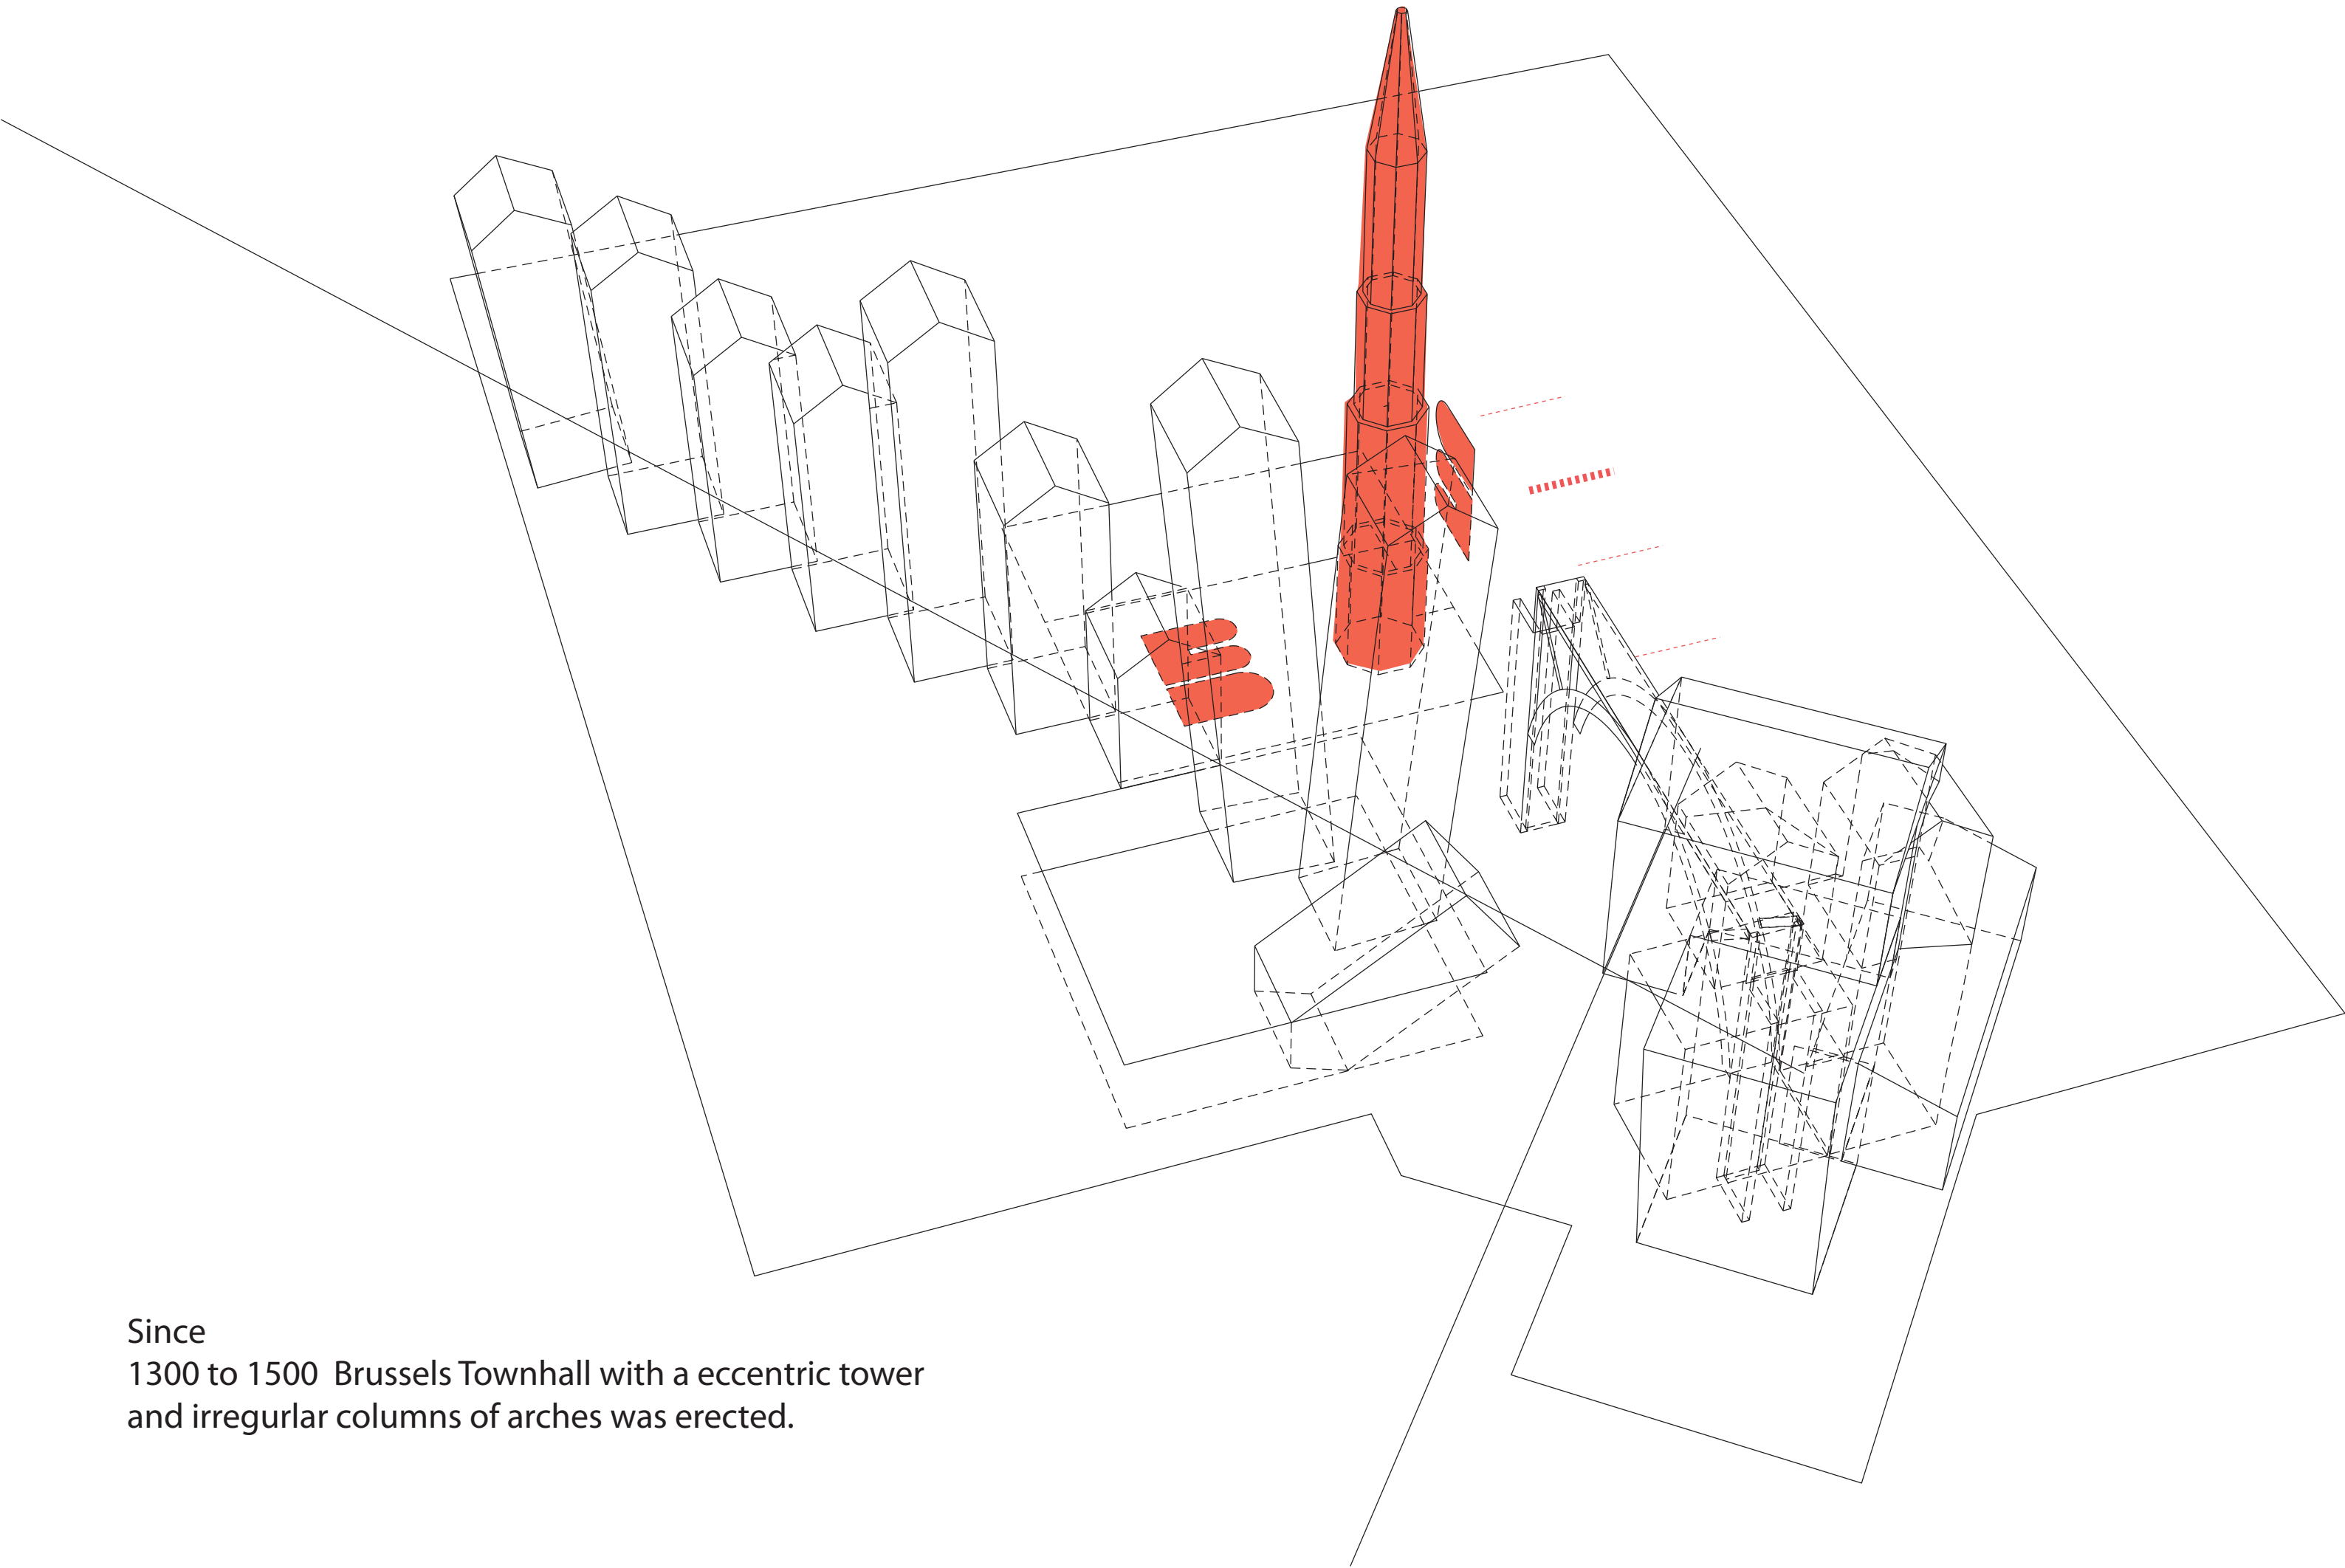 Since
1300 to 1500  Brussels Townhall with a eccentric tower
and irregurlar columns of arches was erected.